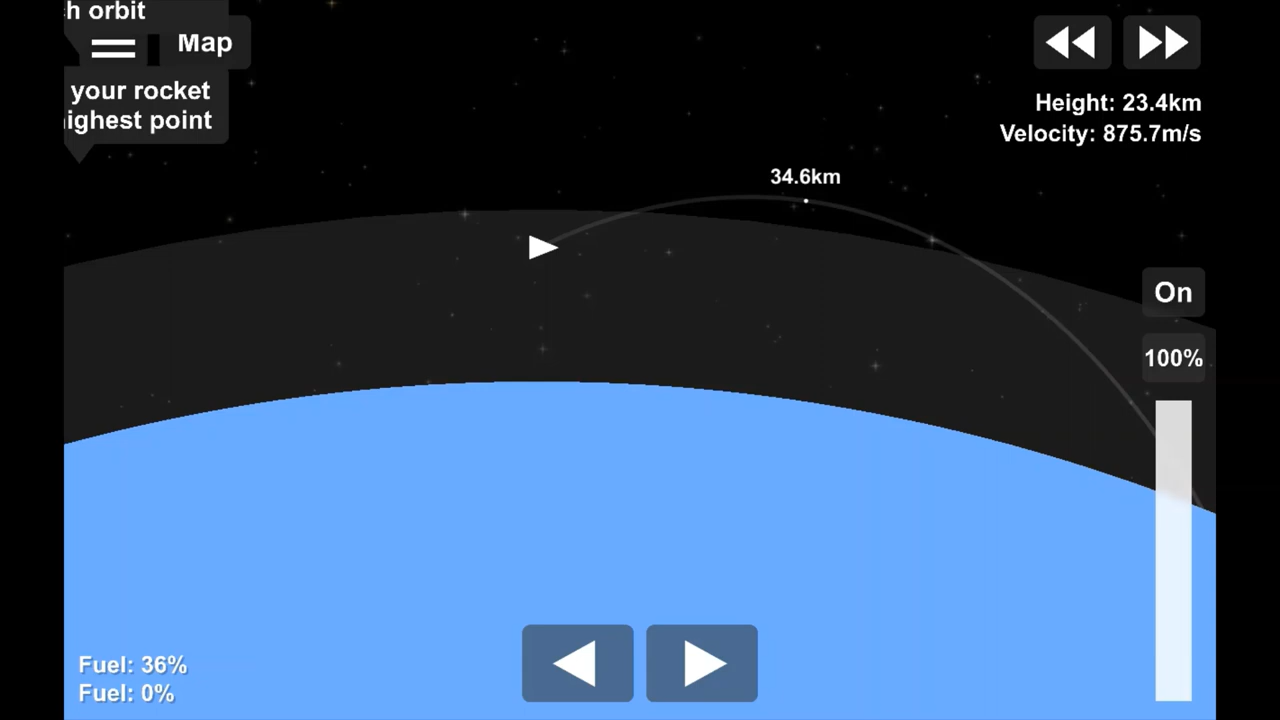 h orbit
Map
your rocket
ighest point
Height: 23.4km
Velocity: 875.7m/s
34.6km
On
100%
Fuel: 36%
Fuel: 0%